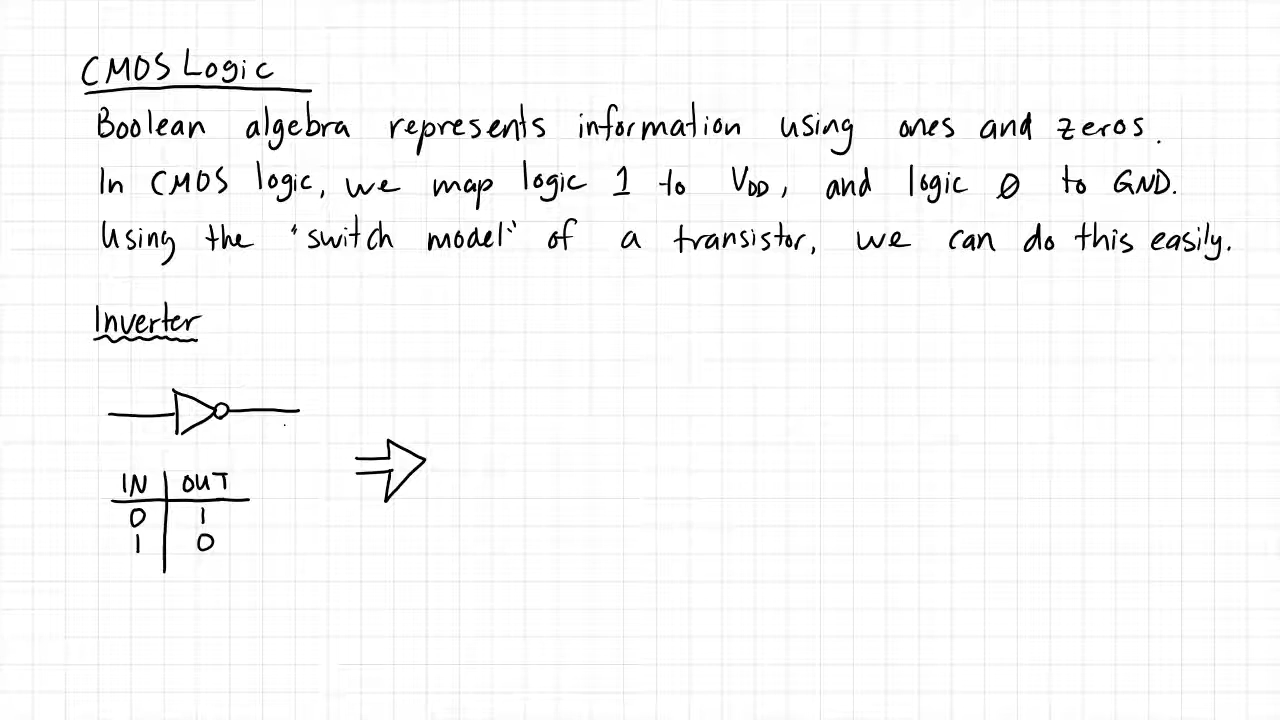 CMOS Logic
Boolean algebra represents information using ones and zeros.
In CMOS logic, we map logic 1 to VDD, and logic 0 to GND.
Using the "switch model" of a transistor, we can do this easily.
Inverter
IN OUT
0 1
1 0